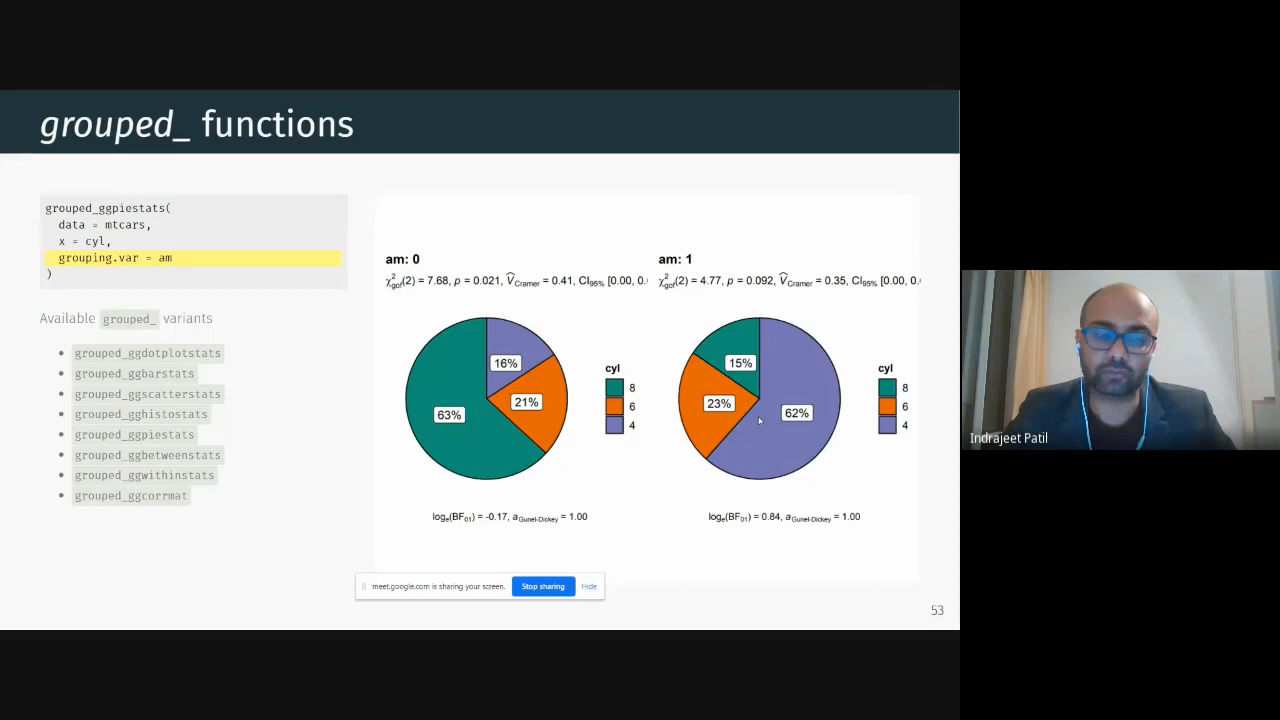 grouped_ functions
grouped_ggpiestats(
data = mtcars,
x = cyl,
grouping.var = am
)
Available grouped_ variants
• grouped_ggdotplotstats
• grouped_ggbarstats
• grouped_ggscatterstats
• grouped_gghistostats
• grouped_ggpiestats
• grouped_ggbetweenstats
• grouped_ggwithinstats
• grouped_ggcorrmat
am: 0
χ²gof(2) = 7.68, p = 0.021, V̂Cramer = 0.41, CI95% [0.00, 0.
16%
21%
63%
cyl
8
6
4
loge(BF01) = -0.17, aGunel-Dickey = 1.00
am: 1
χ²gof(2) = 4.77, p = 0.092, V̂Cramer = 0.35, CI95% [0.00, 0.
15%
23%
62%
cyl
8
6
4
loge(BF01) = 0.84, aGunel-Dickey = 1.00
meet.google.com is sharing your screen. Stop sharing Hide
53
Indrajeet Patil